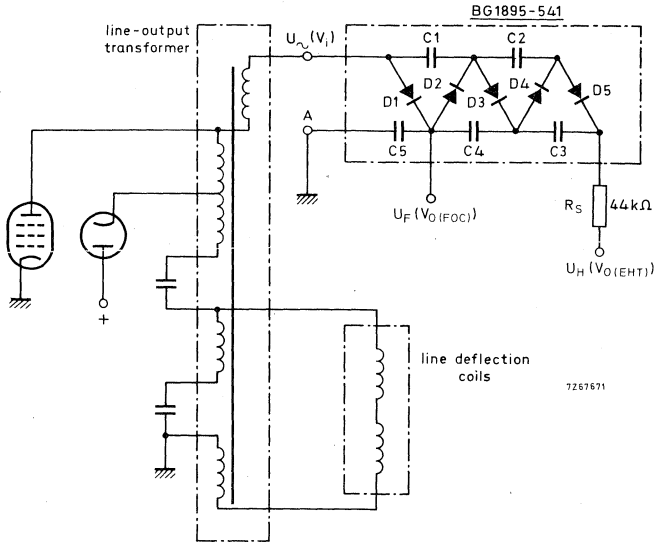 BG1895-541
line-output
transformer
U~(Vi)
C1
C2
D1
D2
D3
D4
D5
A
C5
C4
C3
UF(VO(FOC))
RS
44kΩ
UH(VO(EHT))
+
line deflection
coils
7Z67671